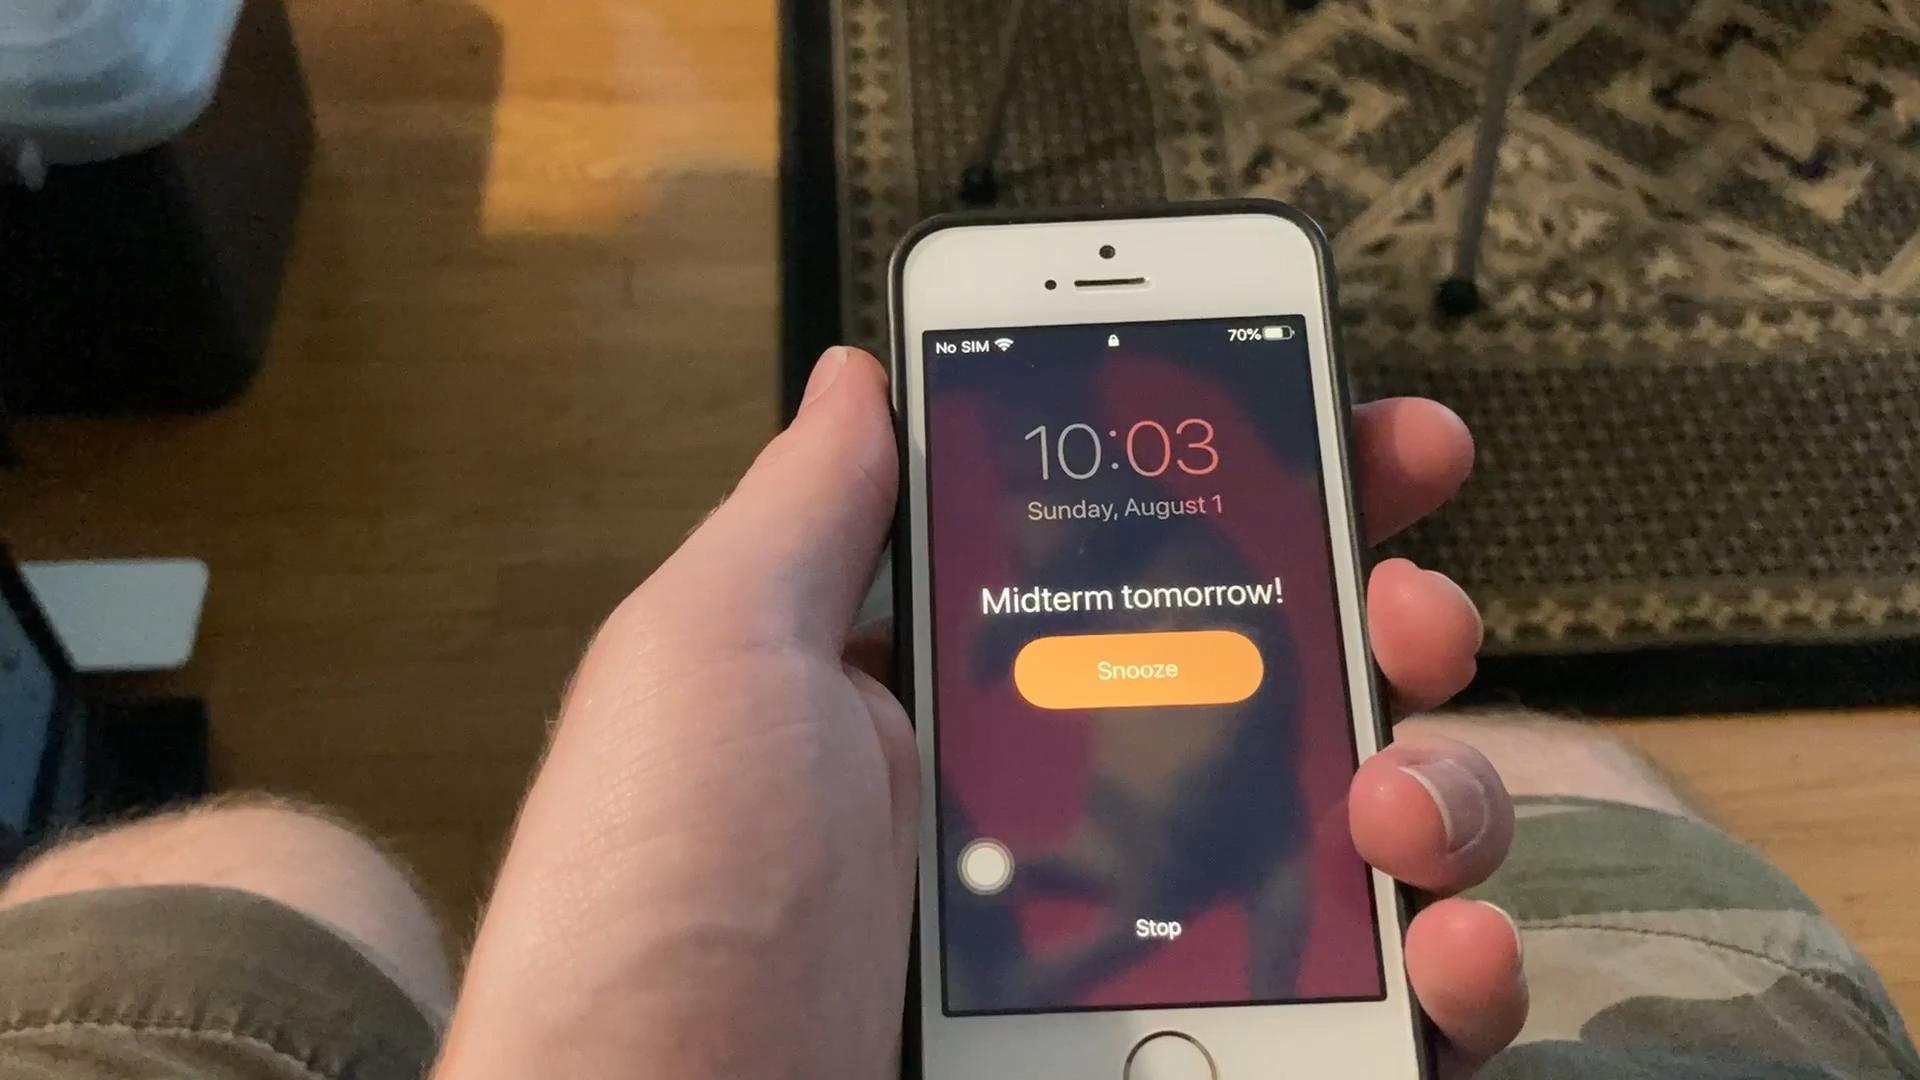 No SIM 70%
10:03
Sunday, August 1
Midterm tomorrow!
Snooze
Stop